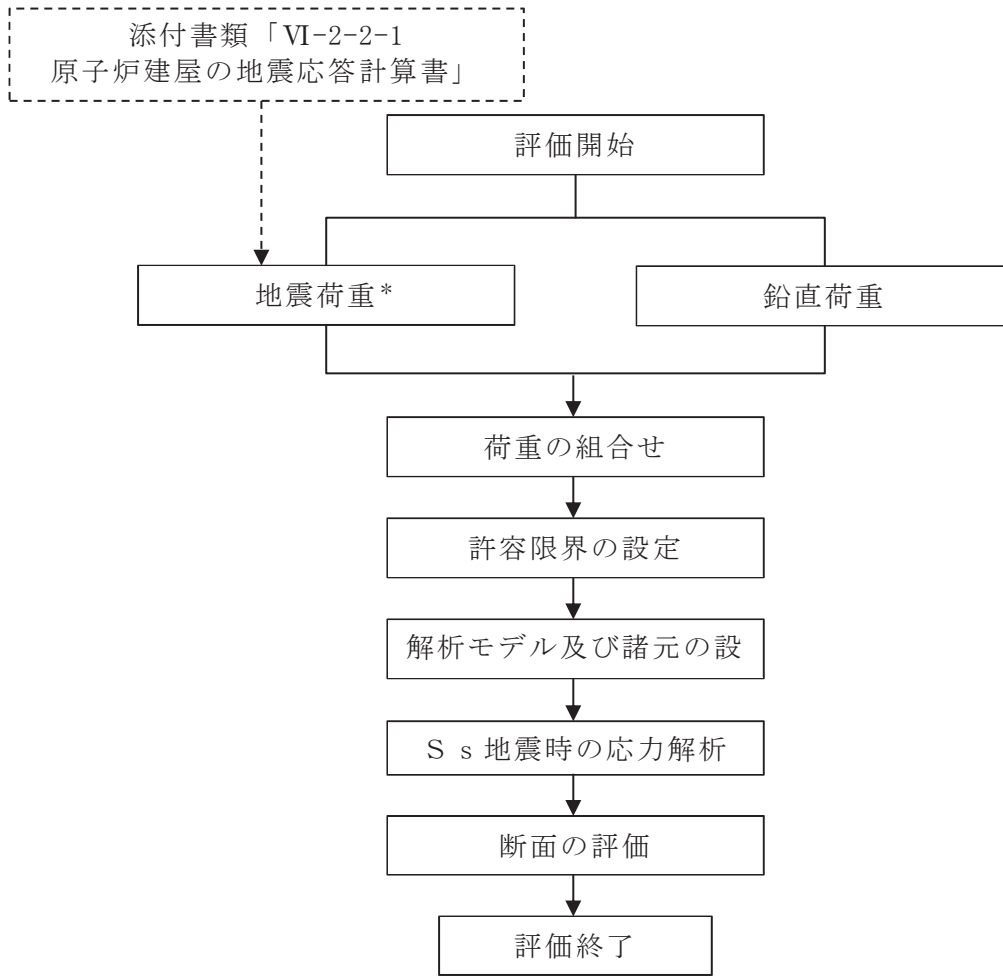 添付書類「Ⅵ-2-2-1
原子炉建屋の地震応答計算書」
評価開始
地震荷重*
鉛直荷重
荷重の組合せ
許容限界の設定
解析モデル及び諸元の設
Ｓｓ地震時の応力解析
断面の評価
評価終了